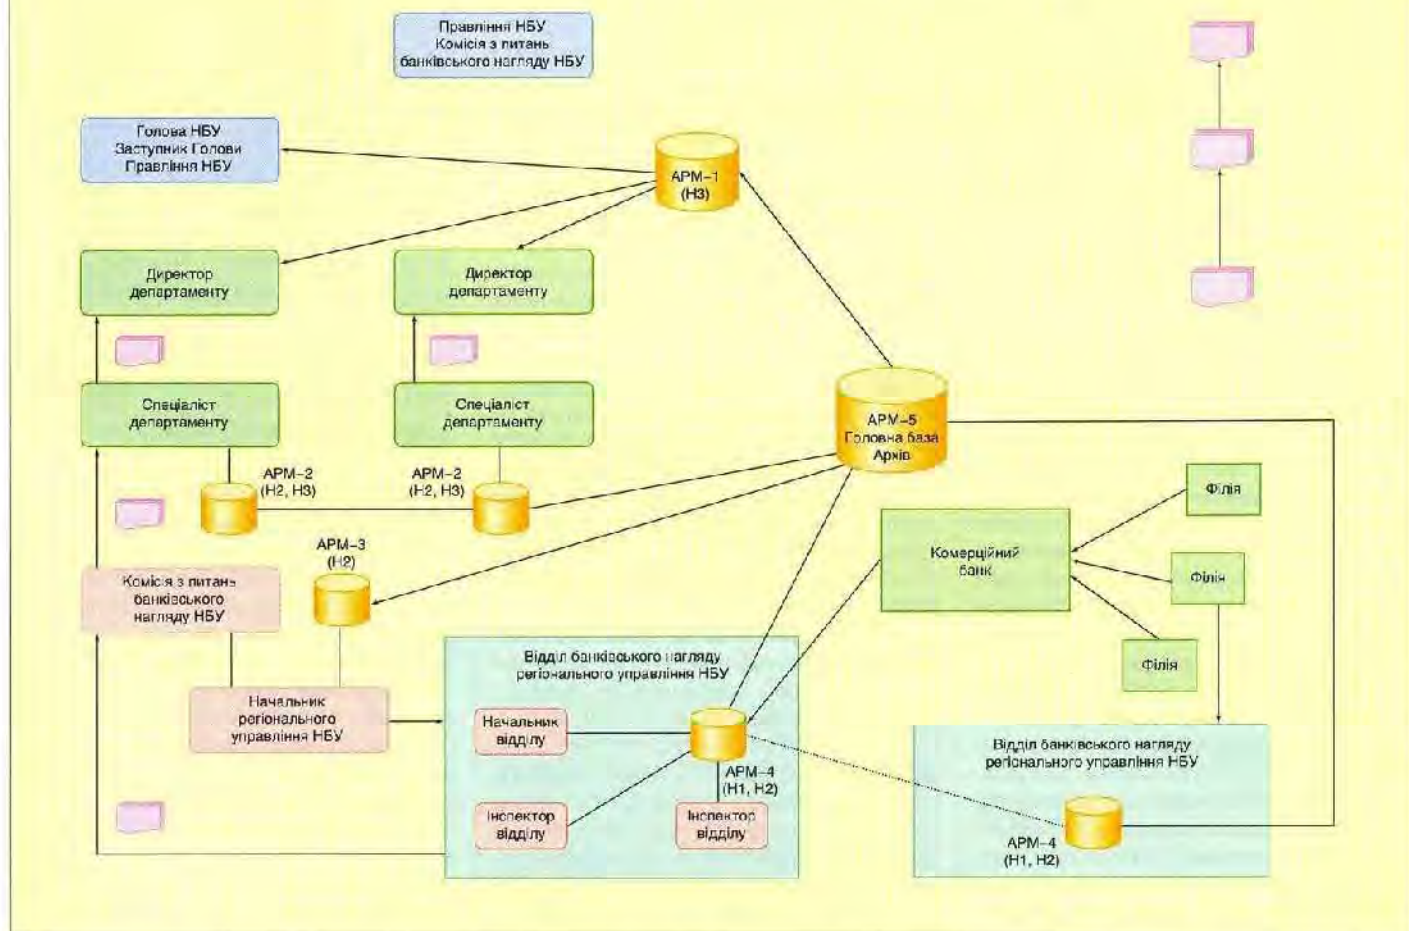 Правління НБУ
Комісія з питань
банківського нагляду НБУ
Голова НБУ
Заступник Голови
Правління НБУ
АРМ–1
(Н3)
Директор
департаменту
Директор
департаменту
Спеціаліст
департаменту
Спеціаліст
департаменту
АРМ–5
Головна база
Архів
АРМ–2
(Н2, Н3)
АРМ–2
(Н2, Н3)
Філія
АРМ–3
(Н2)
Комерційний
банк
Філія
Комісія з питань
банківського
нагляду НБУ
Філія
Відділ банківського нагляду
регіонального управління НБУ
Начальник
регіонального
управління НБУ
Начальник
відділу
АРМ–4
(Н1, Н2)
Інспектор
відділу
Інспектор
відділу
Відділ банківського нагляду
регіонального управління НБУ
АРМ–4
(Н1, Н2)